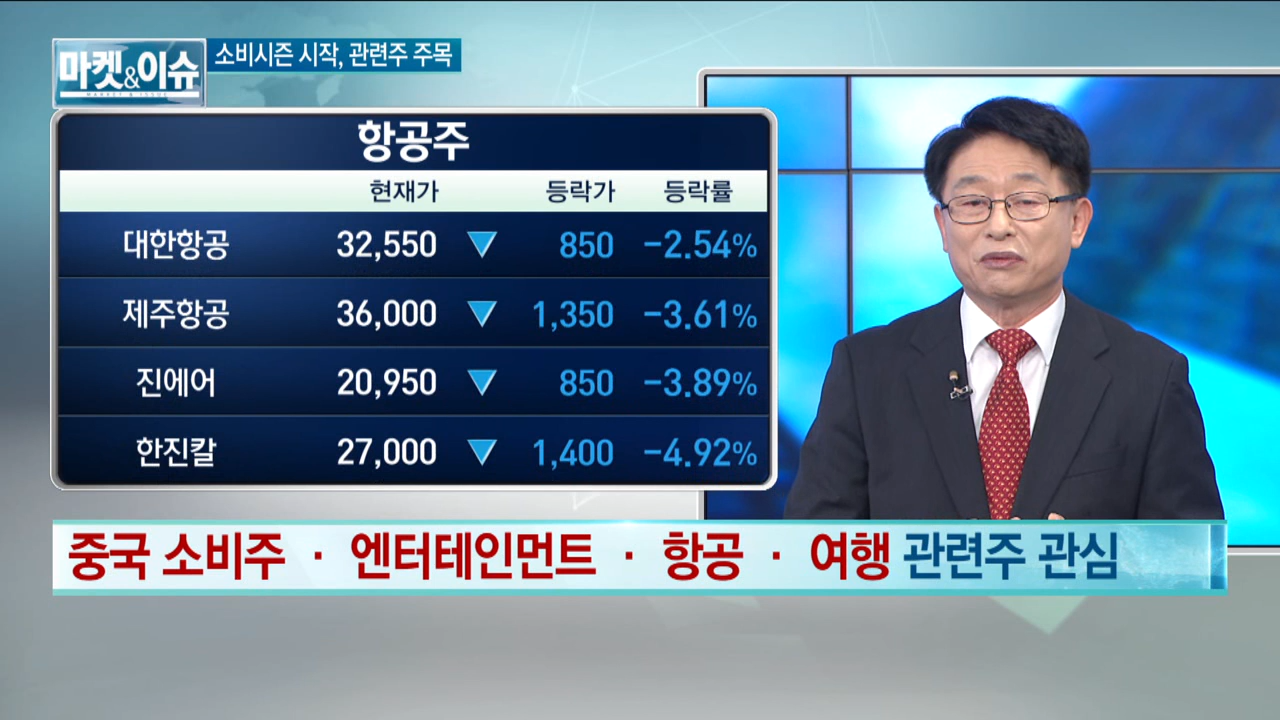 마켓&이슈
MARKET & ISSUE
소비시즌 시작, 관련주 주목
항공주
현재가 등락가 등락률
대한항공 32,550 ▼ 850 -2.54%
제주항공 36,000 ▼ 1,350 -3.61%
진에어 20,950 ▼ 850 -3.89%
한진칼 27,000 ▼ 1,400 -4.92%
중국 소비주 · 엔터테인먼트 · 항공 · 여행 관련주 관심